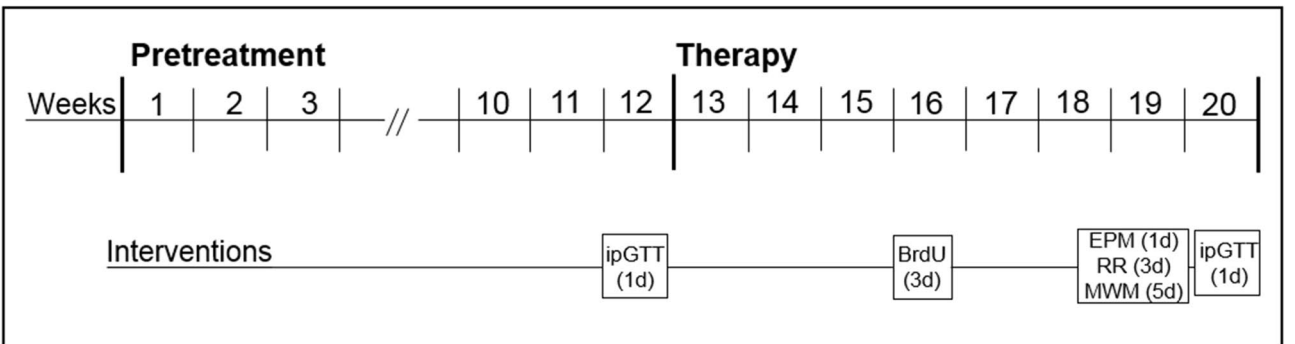 Pretreatment Therapy
Weeks 1 2 3 // 10 11 12 13 14 15 16 17 18 19 20
Interventions
ipGTT
(1d)
BrdU
(3d)
EPM (1d)
RR (3d)
MWM (5d)
ipGTT
(1d)